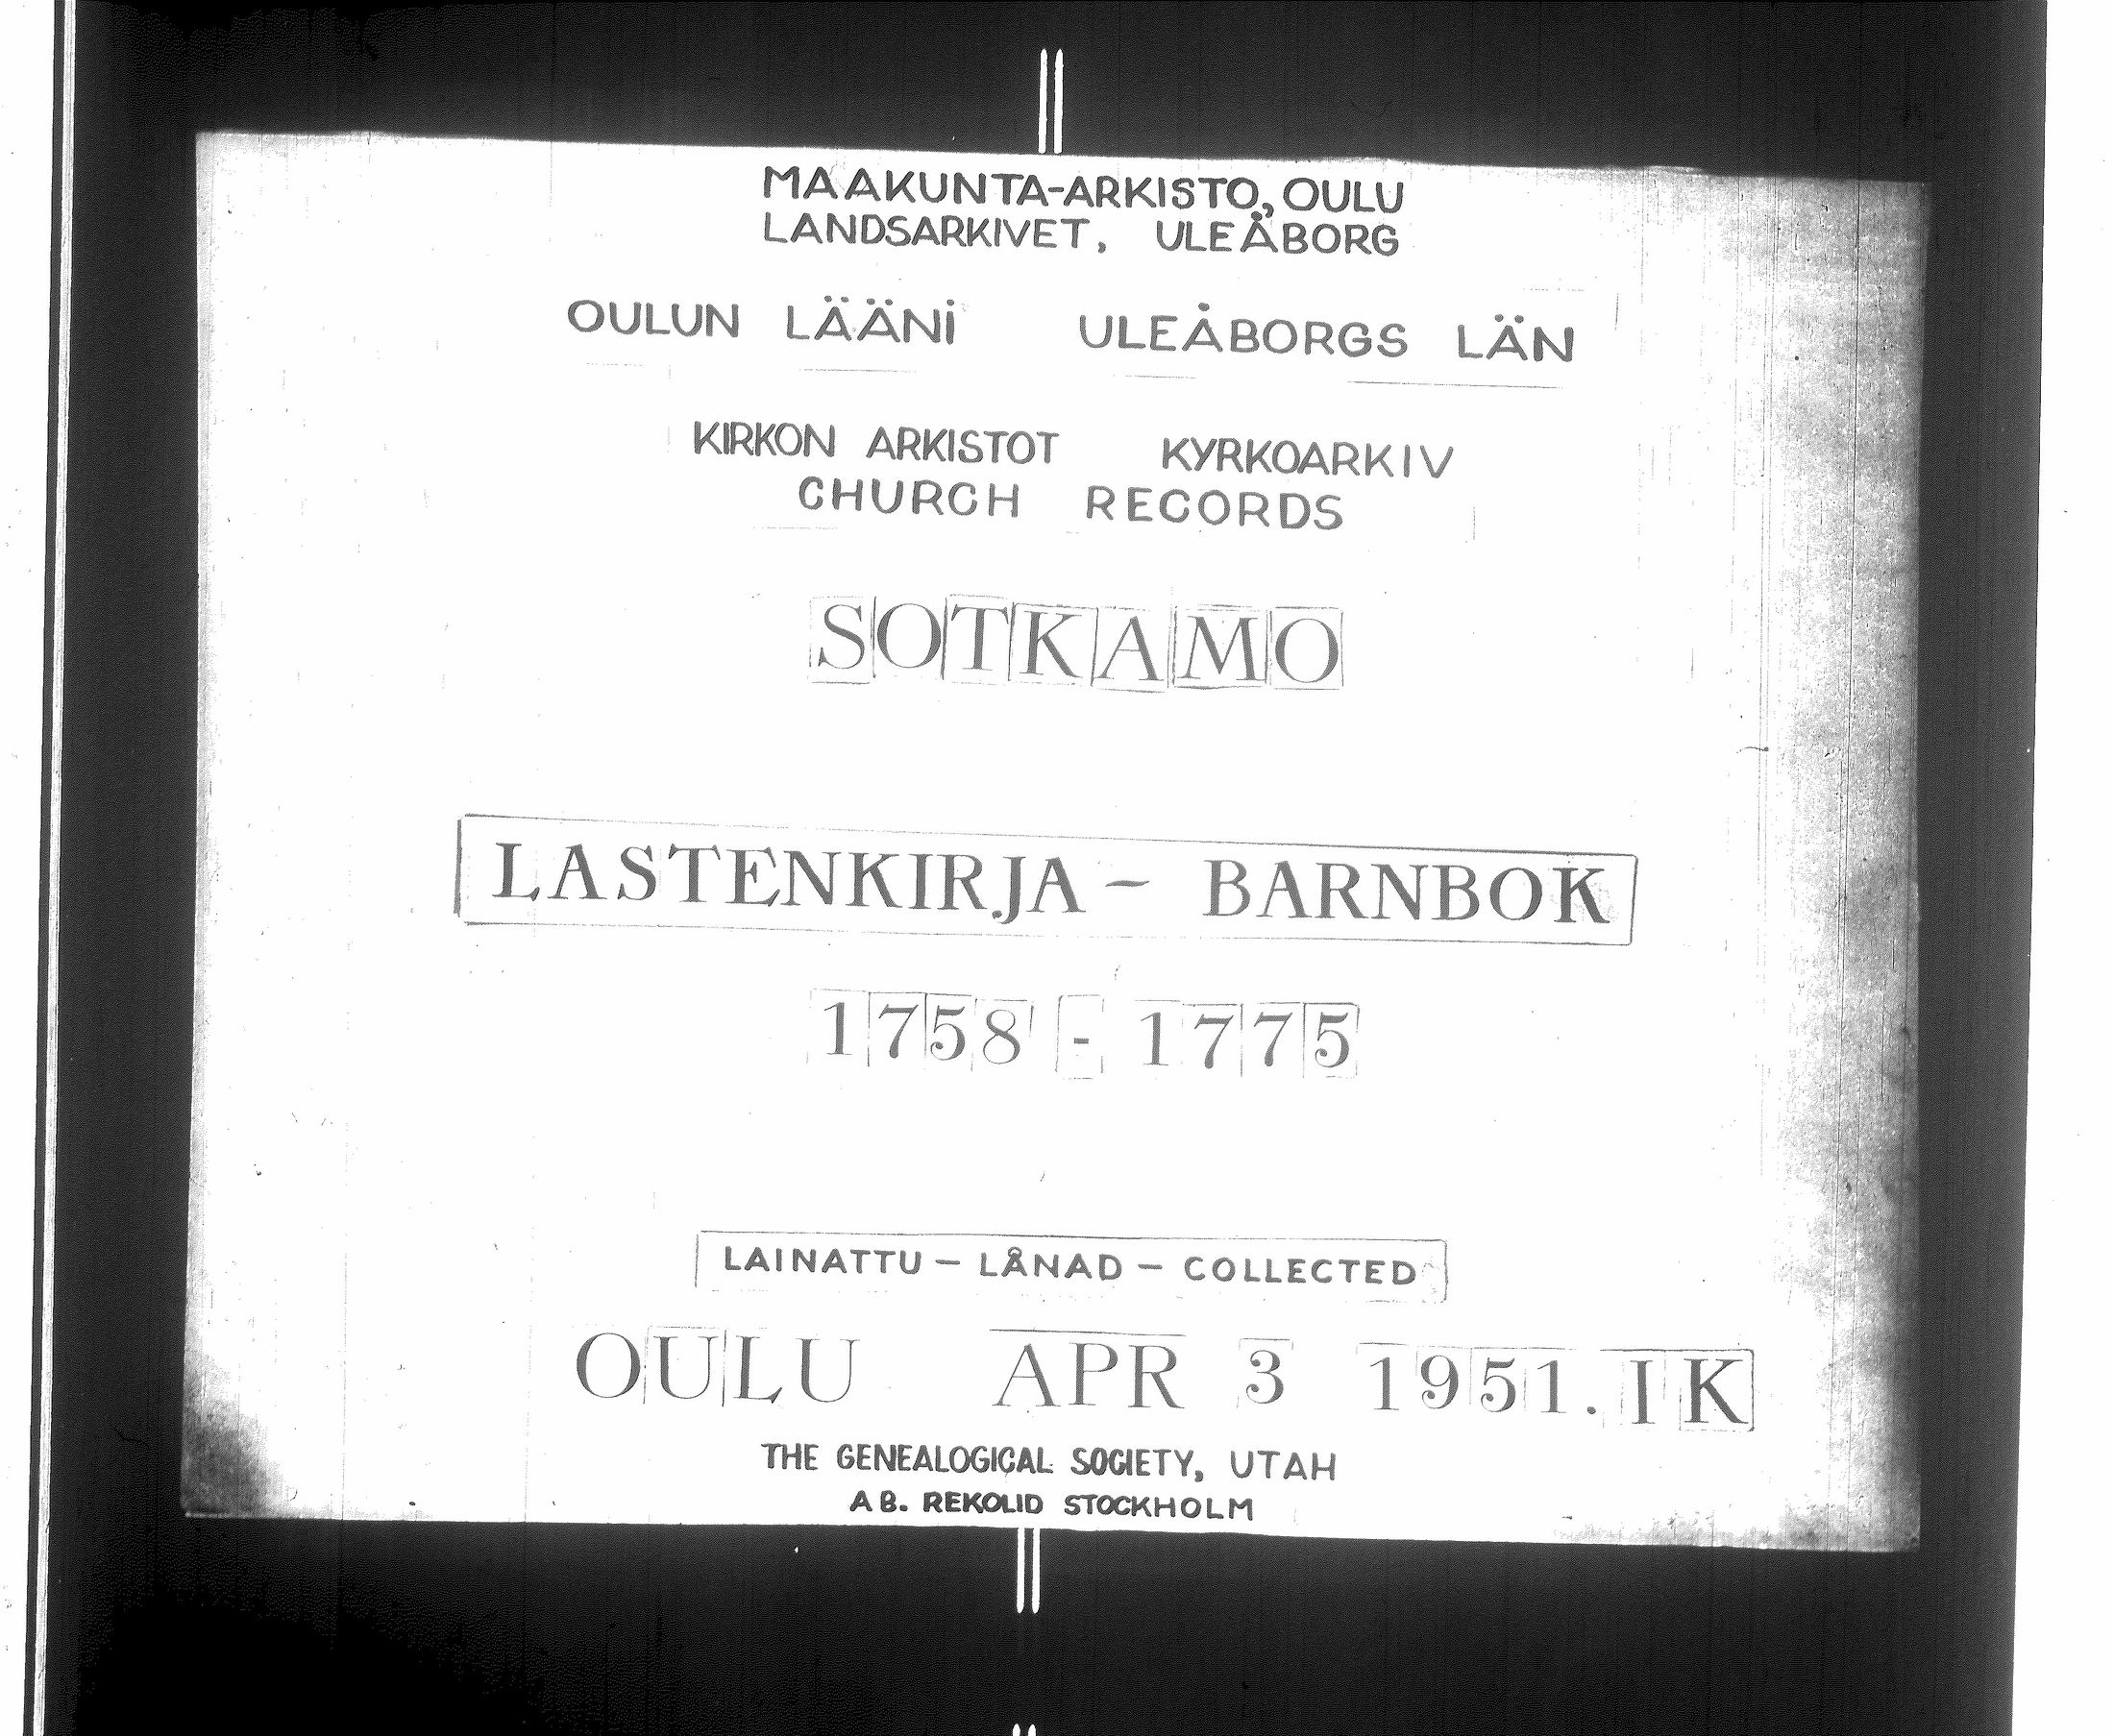 MAAKUNTA-ARKISTO, OULU
LANDSARKIVET, ULEÅBORG
OULUN LÄÄNI ULEÅBORGS LÄN
KIRKON ARKISTOT KYRKOARKIV
CHURCH RECORDS
SOTKAMO
LASTENKIRJA - BARNBOK
1758 - 1775
LAINATTU - LÅNAD - COLLECTED
OULU APR 3 1951. IK
THE GENEALOGICAL SOCIETY, UTAH
AB. REKOLID STOCKHOLM